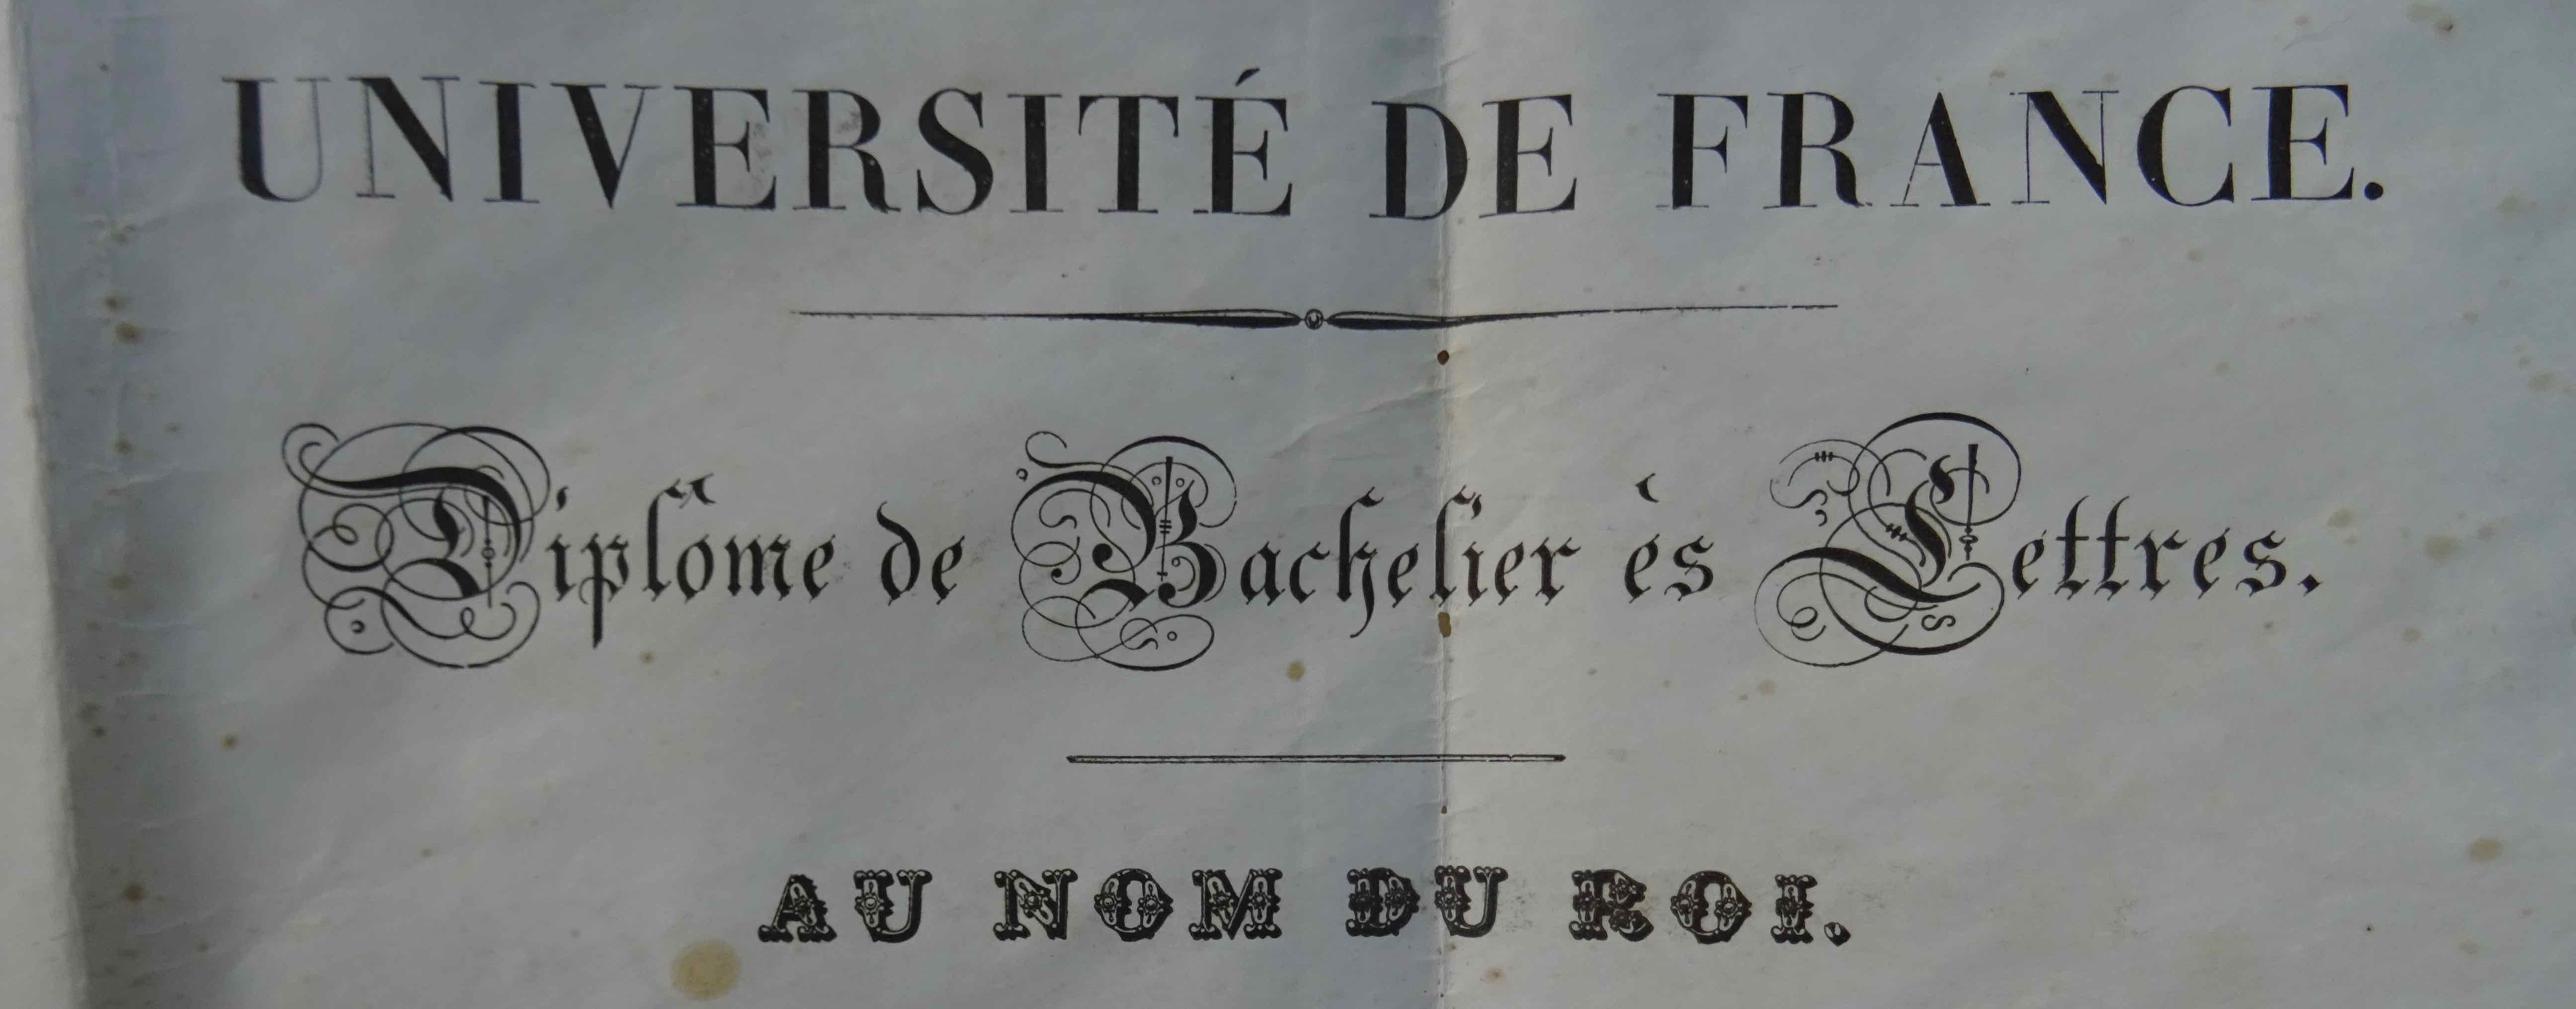 UNIVERSITÉ DE FRANCE.
Diplôme de Bachelier ès Lettres.
AU NOM DU ROI.